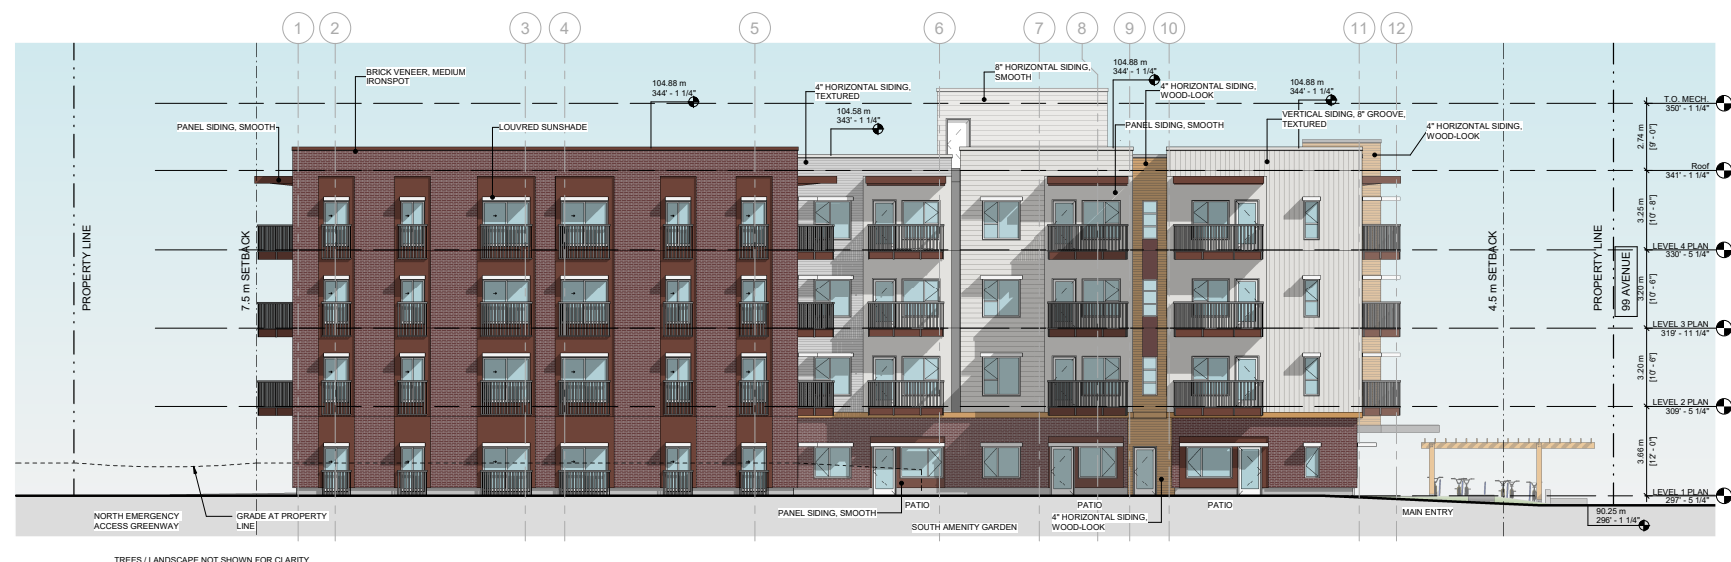 1 2 3 4 5 6 7 8 9 10 11 12
BRICK VENEER, MEDIUM
IRONSPOT
104.88 m
344' - 1 1/4"
4" HORIZONTAL SIDING,
TEXTURED
104.58 m
343' - 1 1/4"
8" HORIZONTAL SIDING,
SMOOTH
104.88 m
344' - 1 1/4"
4" HORIZONTAL SIDING,
WOOD-LOOK
104.88 m
344' - 1 1/4"
VERTICAL SIDING, 8" GROOVE,
TEXTURED
4" HORIZONTAL SIDING,
WOOD-LOOK
PANEL SIDING, SMOOTH
LOUVRED SUNSHADE
PANEL SIDING, SMOOTH
T.O. MECH.
350' - 1 1/4"
2.74 m
[9' - 0"]
Roof
341' - 1 1/4"
3.25 m
[10' - 8"]
LEVEL 4 PLAN
330' - 5 1/4"
3.20 m
[10' - 6"]
LEVEL 3 PLAN
319' - 11 1/4"
3.20 m
[10' - 6"]
LEVEL 2 PLAN
309' - 5 1/4"
3.66 m
[12' - 0"]
LEVEL 1 PLAN
297' - 5 1/4"
PROPERTY LINE
7.5 m SETBACK
4.5 m SETBACK
PROPERTY LINE
99 AVENUE
NORTH EMERGENCY
ACCESS GREENWAY
GRADE AT PROPERTY
LINE
PANEL SIDING, SMOOTH
PATIO
SOUTH AMENITY GARDEN
PATIO
4" HORIZONTAL SIDING,
WOOD-LOOK
PATIO
MAIN ENTRY
90.25 m
296' - 1 1/4"
TREES / LANDSCAPE NOT SHOWN FOR CLARITY